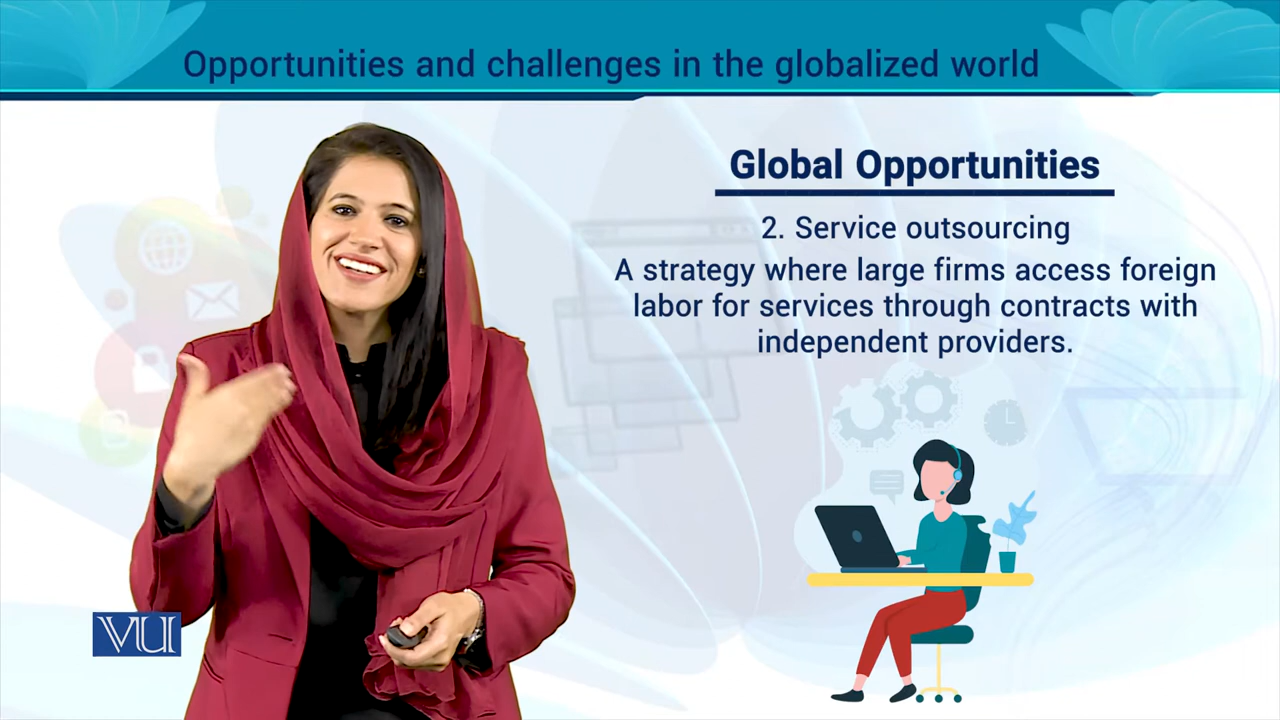 Opportunities and challenges in the globalized world
Global Opportunities
2. Service outsourcing
A strategy where large firms access foreign
labor for services through contracts with
independent providers.
VU